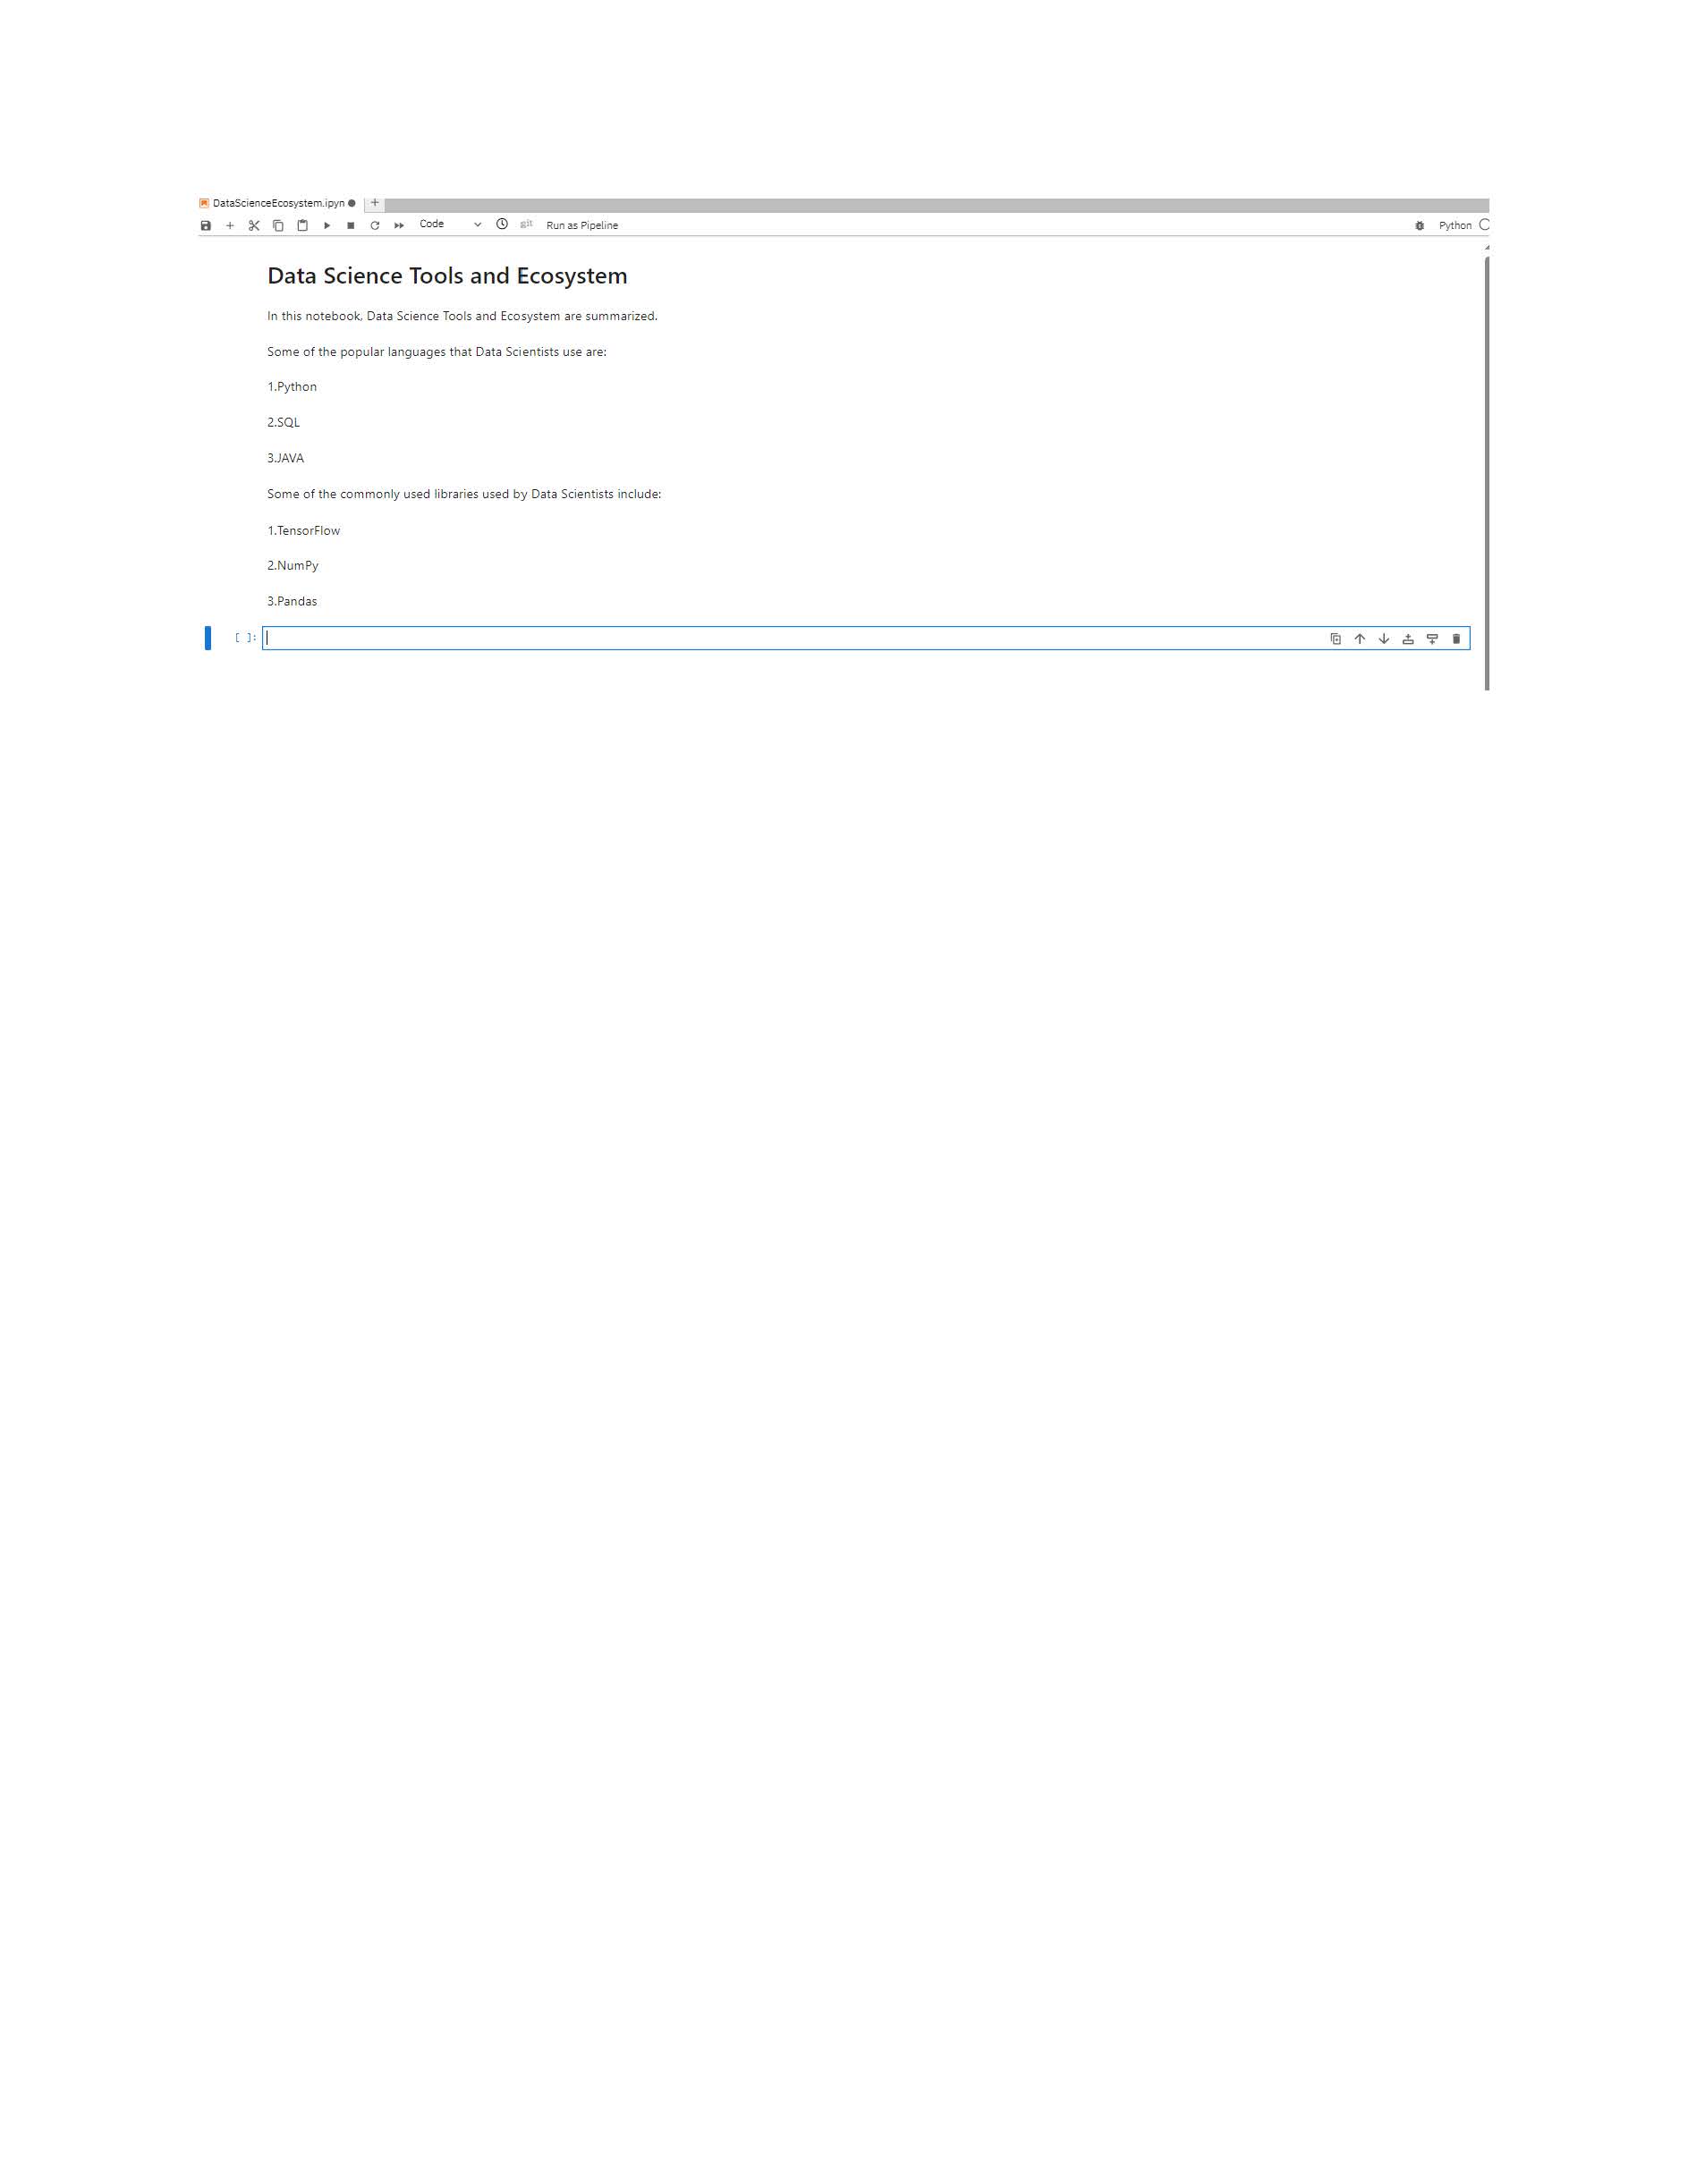 DataScienceEcosystem.ipyn
Code git Run as Pipeline Python
Data Science Tools and Ecosystem
In this notebook, Data Science Tools and Ecosystem are summarized.
Some of the popular languages that Data Scientists use are:
1.Python
2.SQL
3.JAVA
Some of the commonly used libraries used by Data Scientists include:
1.TensorFlow
2.NumPy
3.Pandas
[ ]: